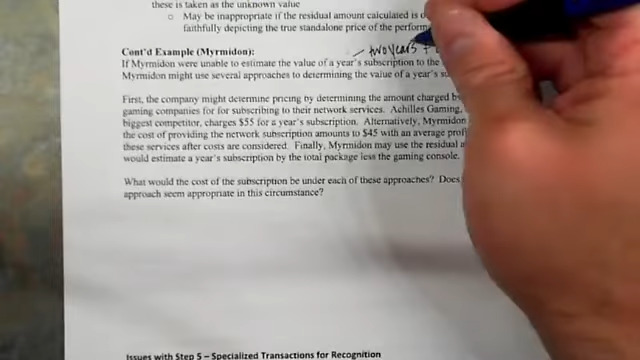 these is taken as the unknown value
o May be inappropriate if the residual amount calculated is
faithfully depicting the true standalone price of the perform
Cont'd Example (Myrmidon):
– two years +
If Myrmidon were unable to estimate the value of a year's subscription to the
Myrmidon might use several approaches to determining the value of a year's
First, the company might determine pricing by determining the amount charged
gaming companies for for subscribing to their network services. Achilles Gaming,
biggest competitor, charges $55 for a year's subscription. Alternatively, Myrmidon
the cost of providing the network subscription amounts to $45 with an average prof
these services after costs are considered. Finally, Myrmidon may use the residual a
would estimate a year's subscription by the total package less the gaming console.
What would the cost of the subscription be under each of these approaches? Does
approach seem appropriate in this circumstance?
Issues with Step 5 – Specialized Transactions for Recognition